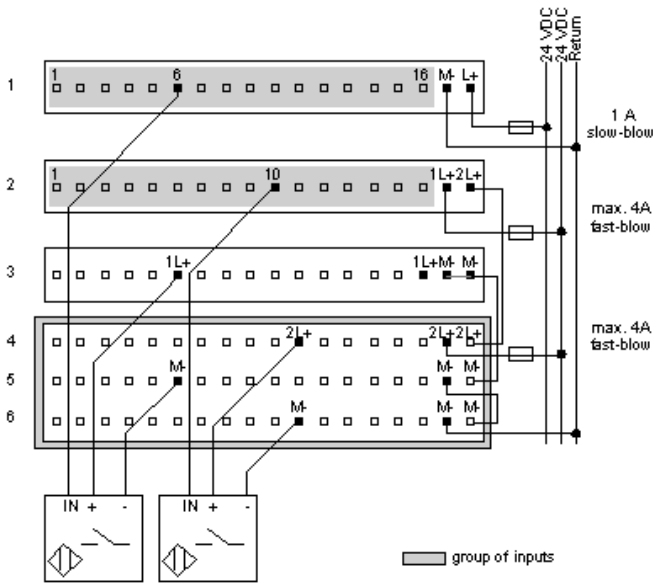 24 VDC
24 VDC
Return
1 1 6 16 M- L+
1 A
slow-blow
2 1 10 1L+ 2L+
max. 4A
fast-blow
3 1L+ 1L+ M- M-
max. 4A
fast-blow
4 2L+ 2L+ 2L+
5 M- M- M-
6 M- M- M-
IN + -
IN + -
group of inputs